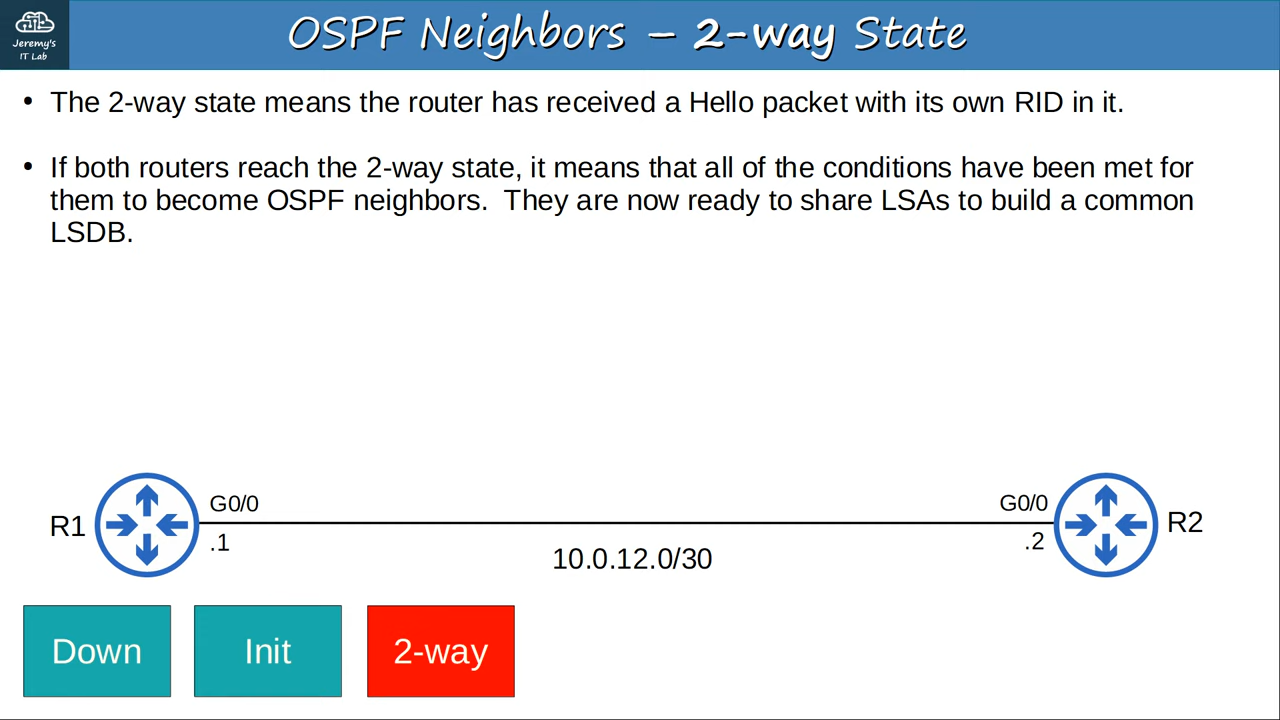 Jeremy's
IT Lab
OSPF Neighbors – 2-way State
• The 2-way state means the router has received a Hello packet with its own RID in it.
• If both routers reach the 2-way state, it means that all of the conditions have been met for
them to become OSPF neighbors.  They are now ready to share LSAs to build a common
LSDB.
R1
G0/0
.1
10.0.12.0/30
G0/0
.2
R2
Down
Init
2-way